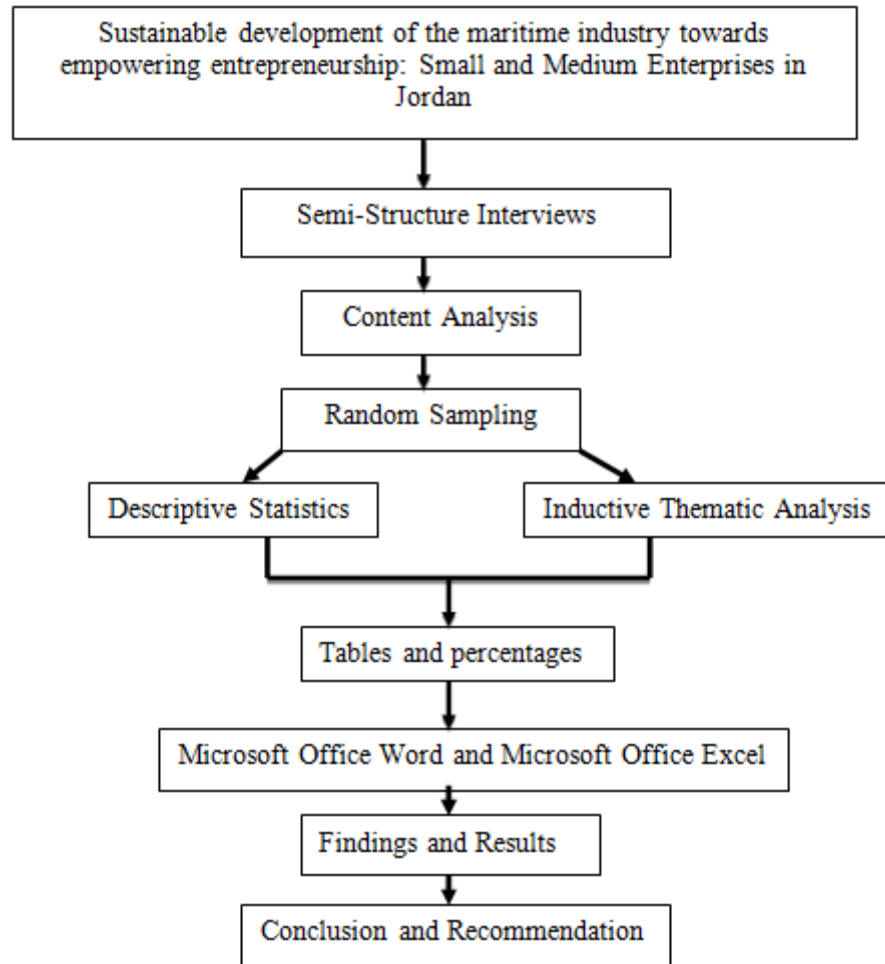 Sustainable development of the maritime industry towards
empowering entrepreneurship: Small and Medium Enterprises in
Jordan
Semi-Structure Interviews
Content Analysis
Random Sampling
Descriptive Statistics
Inductive Thematic Analysis
Tables and percentages
Microsoft Office Word and Microsoft Office Excel
Findings and Results
Conclusion and Recommendation